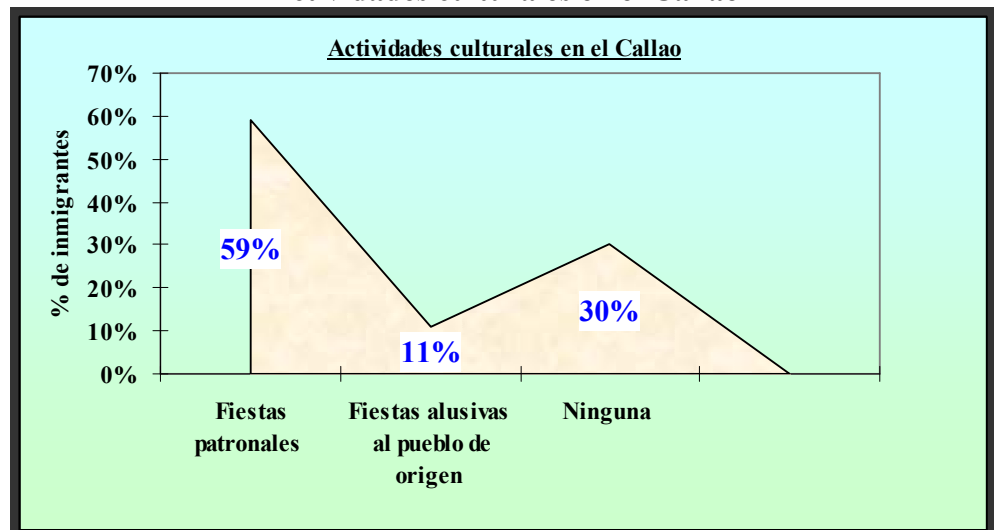 Actividades culturales en el Callao
70%
60%
50%
40%
30%
20%
10%
0%
% de inmigrantes
59%
11%
30%
Fiestas patronales
Fiestas alusivas al pueblo de origen
Ninguna